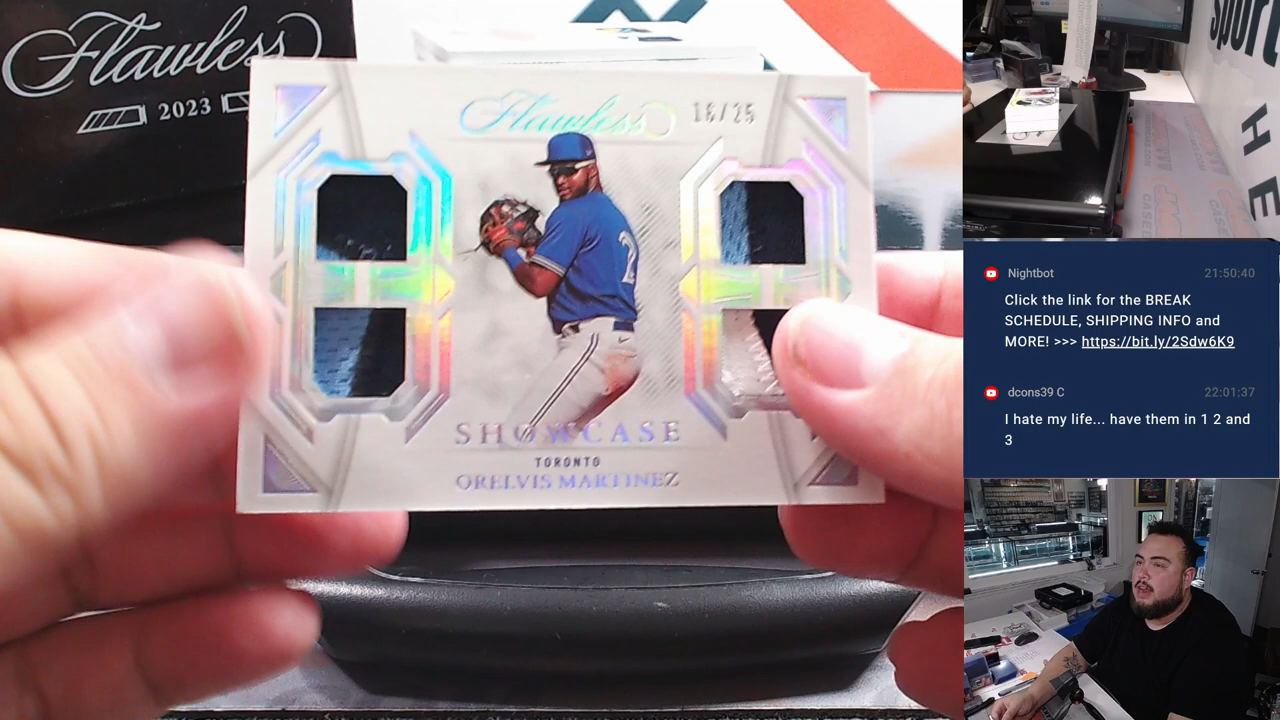 Flawless
2023
Flawless
16/25
2
SHOWCASE
TORONTO
ORELVIS MARTINEZ
Sport
H E
Nightbot 21:50:40
Click the link for the BREAK
SCHEDULE, SHIPPING INFO and
MORE! >>> https://bit.ly/2Sdw6K9
dcons39 C 22:01:37
I hate my life... have them in 1 2 and
3